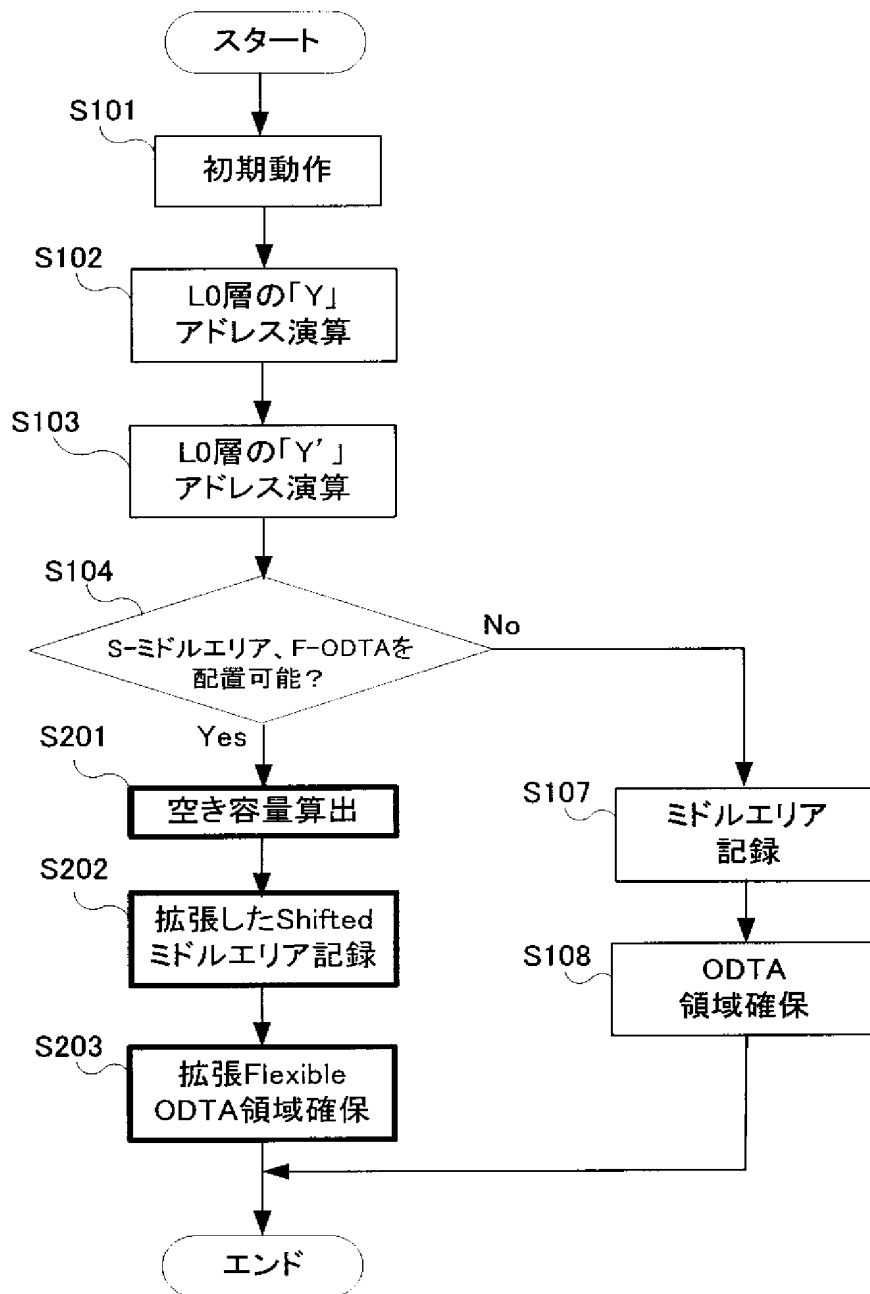 スタート
S101
初期動作
S102
L0層の「Y」
アドレス演算
S103
L0層の「Y'」
アドレス演算
S104
S-ミドルエリア、F-ODTAを
配置可能?
No
Yes
S201
空き容量算出
S202
拡張したShifted
ミドルエリア記録
S203
拡張Flexible
ODTA領域確保
S107
ミドルエリア
記録
S108
ODTA
領域確保
エンド